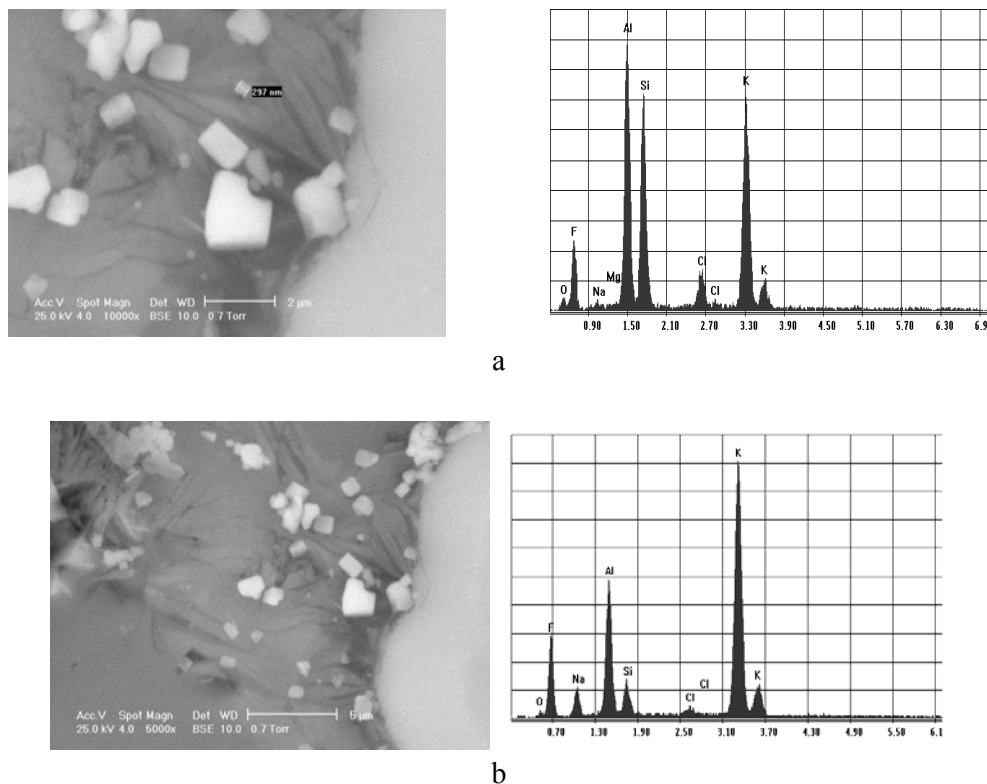 297 nm
Acc.V Spot Magn Det WD 2 µm
25.0 kV 4.0 10000x BSE 10.0 0.7 Torr
Al
Si
K
F
Cl
Mg
K
O
Na
Cl
0.90 1.50 2.10 2.70 3.30 3.90 4.50 5.10 5.70 6.30 6.9
a
Acc.V Spot Magn Det WD 5 µm
25.0 kV 4.0 5000x BSE 10.0 0.7 Torr
K
Al
F
Na
Si
Cl
K
O
Cl
0.70 1.30 1.90 2.50 3.10 3.70 4.30 4.90 5.50 6.1
b